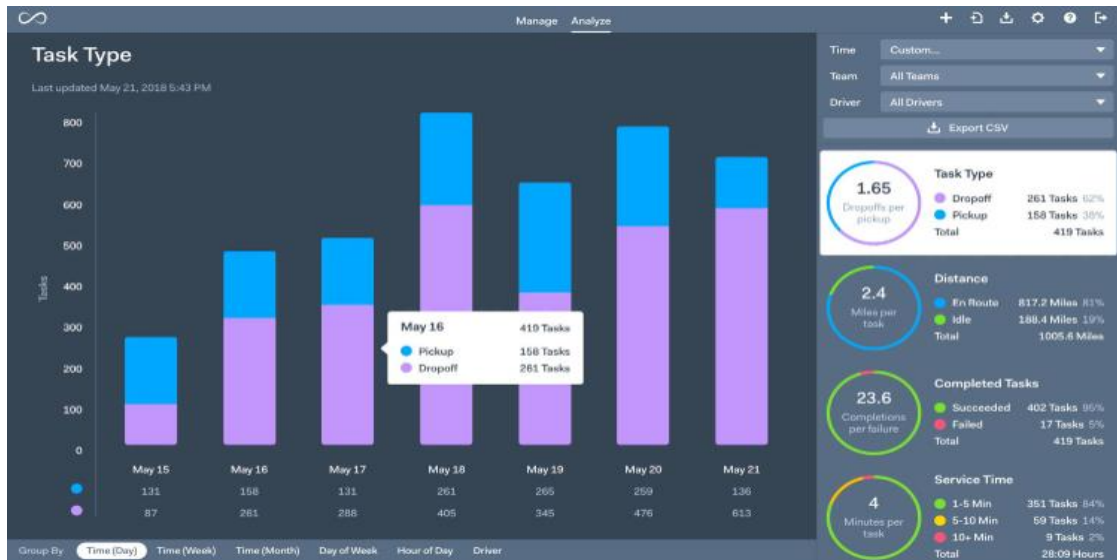 Manage Analyze
Task Type
Last updated May 21, 2018 5:43 PM
Time Custom...
Team All Teams
Driver All Drivers
Export CSV
800
700
600
500
400
300
200
100
0
Tasks
May 16 419 Tasks
Pickup 158 Tasks
Dropoff 261 Tasks
May 15 May 16 May 17 May 18 May 19 May 20 May 21
131 158 131 261 265 259 136
87 261 288 405 345 476 613
Group By Time (Day) Time (Week) Time (Month) Day of Week Hour of Day Driver
1.65
Dropoffs per
pickup
Task Type
Dropoff 261 Tasks 62%
Pickup 158 Tasks 38%
Total 419 Tasks
2.4
Miles per
task
Distance
En Route 817.2 Miles 81%
Idle 188.4 Miles 19%
Total 1005.6 Miles
23.6
Completions
per failure
Completed Tasks
Succeeded 402 Tasks 96%
Failed 17 Tasks 5%
Total 419 Tasks
4
Minutes per
task
Service Time
1-5 Min 351 Tasks 84%
5-10 Min 59 Tasks 14%
10+ Min 9 Tasks 2%
Total 28:09 Hours